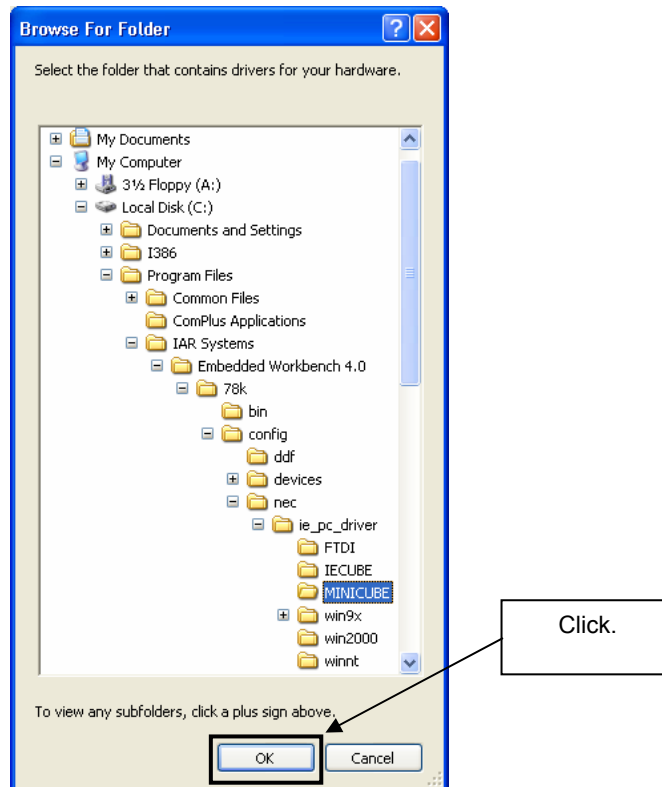 Browse For Folder
Select the folder that contains drivers for your hardware.
My Documents
My Computer
3½ Floppy (A:)
Local Disk (C:)
Documents and Settings
I386
Program Files
Common Files
ComPlus Applications
IAR Systems
Embedded Workbench 4.0
78k
bin
config
ddf
devices
nec
ie_pc_driver
FTDI
IECUBE
MINICUBE
win9x
win2000
winnt
Click.
To view any subfolders, click a plus sign above.
OK
Cancel